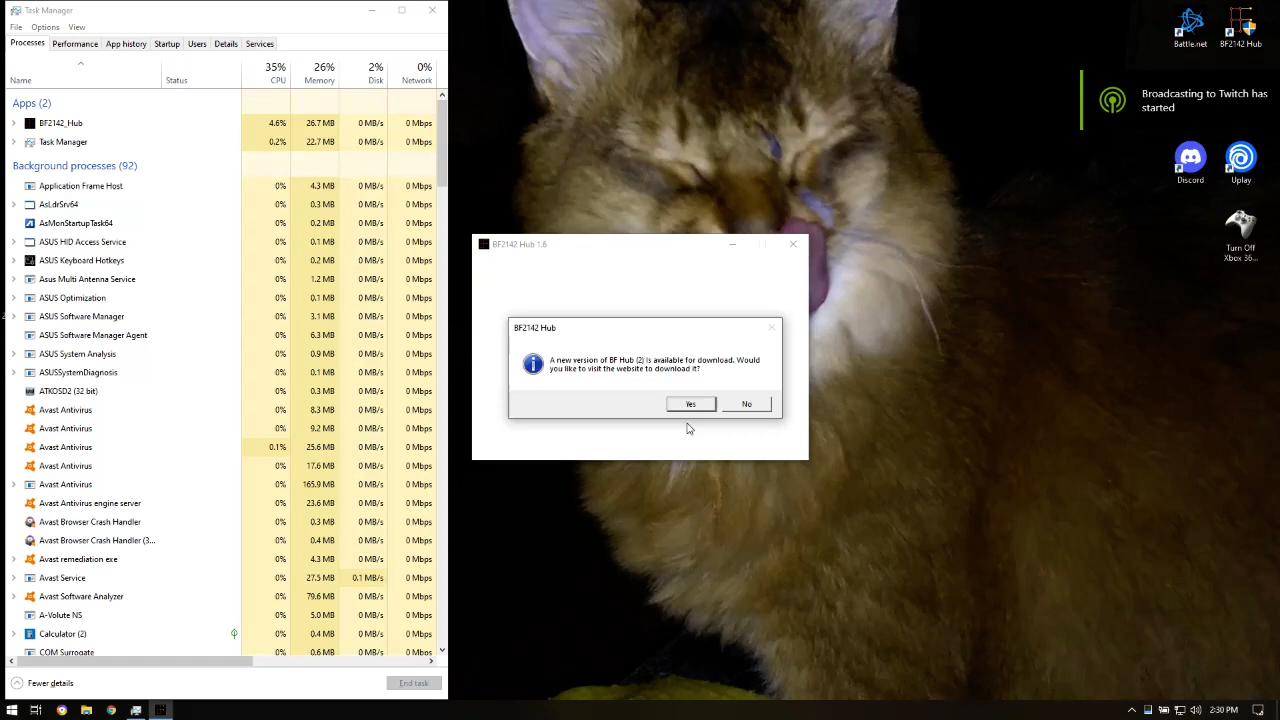 Task Manager
File Options View
Processes Performance App history Startup Users Details Services
35% 26% 2% 0%
Name Status CPU Memory Disk Network
Apps (2)
BF2142_Hub 4.6% 26.7 MB 0 MB/s 0 Mbps
Task Manager 0.2% 22.7 MB 0 MB/s 0 Mbps
Background processes (92)
Application Frame Host 0% 4.3 MB 0 MB/s 0 Mbps
AsLdrSrv64 0% 0.3 MB 0 MB/s 0 Mbps
AsMonStartupTask64 0% 0.2 MB 0 MB/s 0 Mbps
ASUS HID Access Service 0% 0.1 MB 0 MB/s 0 Mbps
ASUS Keyboard Hotkeys 0% 0.2 MB 0 MB/s 0 Mbps
Asus Multi Antenna Service 0% 1.2 MB 0 MB/s 0 Mbps
ASUS Optimization 0% 0.1 MB 0 MB/s 0 Mbps
ASUS Software Manager 0% 3.1 MB 0 MB/s 0 Mbps
ASUS Software Manager Agent 0% 6.3 MB 0 MB/s 0 Mbps
ASUS System Analysis 0% 0.9 MB 0 MB/s 0 Mbps
ASUSSystemDiagnosis 0% 0.1 MB 0 MB/s 0 Mbps
ATKOSD2 (32 bit) 0% 0.3 MB 0 MB/s 0 Mbps
Avast Antivirus 0% 8.3 MB 0 MB/s 0 Mbps
Avast Antivirus 0% 9.2 MB 0 MB/s 0 Mbps
Avast Antivirus 0.1% 25.6 MB 0 MB/s 0 Mbps
Avast Antivirus 0% 17.6 MB 0 MB/s 0 Mbps
Avast Antivirus 0% 165.9 MB 0 MB/s 0 Mbps
Avast Antivirus engine server 0% 23.6 MB 0 MB/s 0 Mbps
Avast Browser Crash Handler 0% 0.3 MB 0 MB/s 0 Mbps
Avast Browser Crash Handler (3... 0% 0.4 MB 0 MB/s 0 Mbps
Avast remediation exe 0% 4.3 MB 0 MB/s 0 Mbps
Avast Service 0% 27.5 MB 0.1 MB/s 0 Mbps
Avast Software Analyzer 0% 79.6 MB 0 MB/s 0 Mbps
A-Volute NS 0% 5.0 MB 0 MB/s 0 Mbps
Calculator (2) 0% 0.4 MB 0 MB/s 0 Mbps
COM Surrogate 0% 0.6 MB 0 MB/s 0 Mbps
Fewer details End task
BF2142 Hub 1.6
BF2142 Hub
A new version of BF Hub (2) is available for download. Would
you like to visit the website to download it?
Yes No
Battle.net BF2142 Hub
Broadcasting to Twitch has
started
Discord Uplay
Turn Off
Xbox 36...
2:30 PM